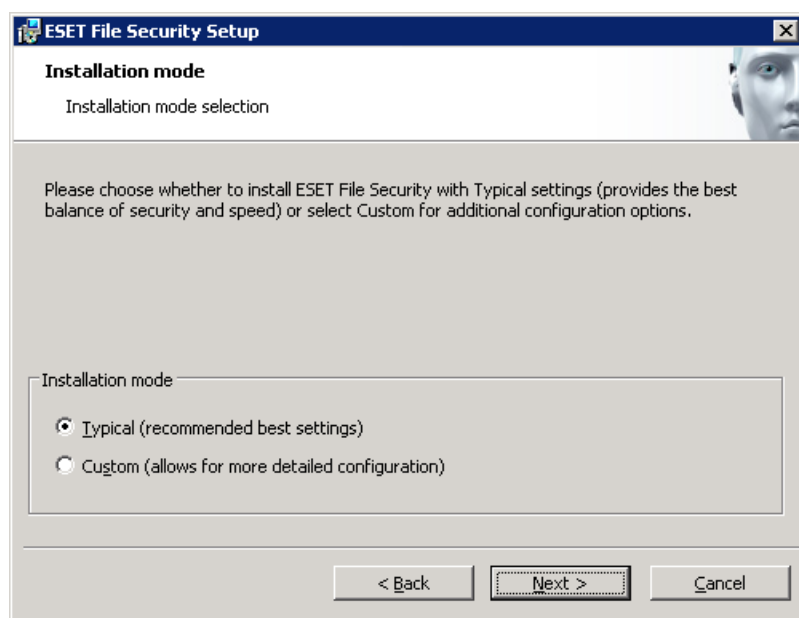 ESET File Security Setup
Installation mode
Installation mode selection
Please choose whether to install ESET File Security with Typical settings (provides the best
balance of security and speed) or select Custom for additional configuration options.
Installation mode
Typical (recommended best settings)
Custom (allows for more detailed configuration)
< Back Next > Cancel